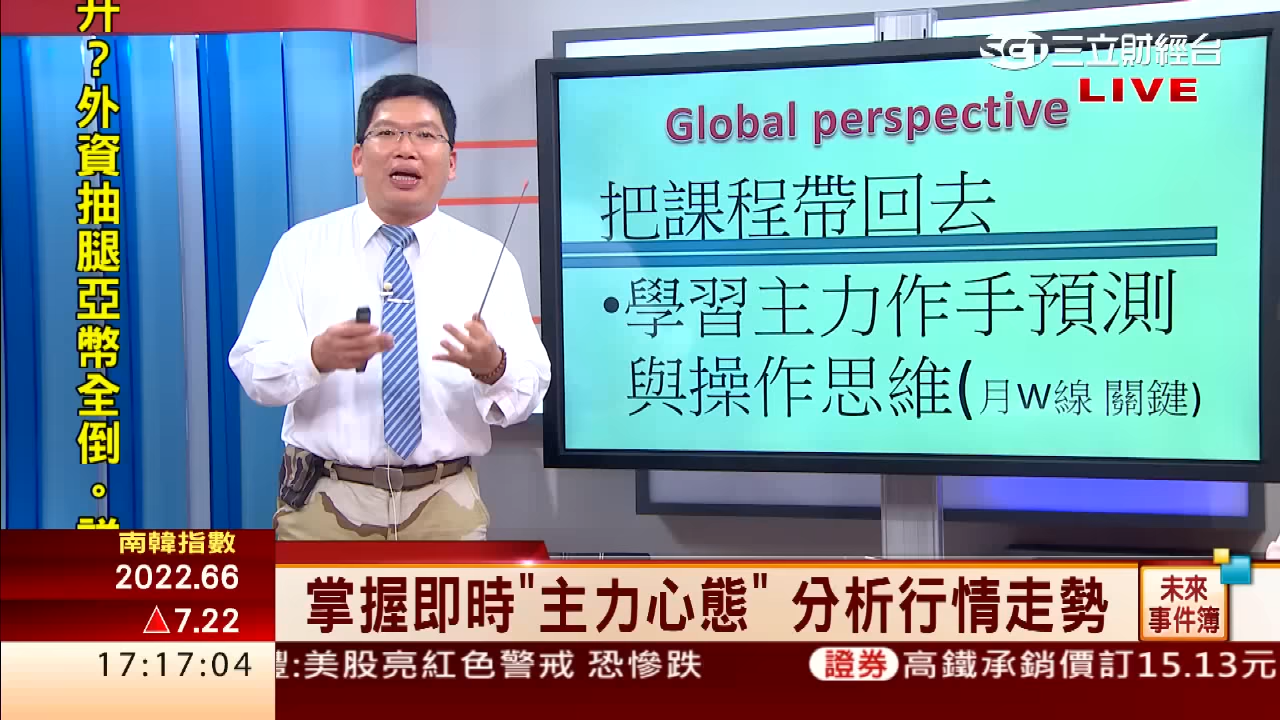 升?外資抽腿亞幣全倒。
SET 三立財經台
LIVE
Global perspective
把課程帶回去
•學習主力作手預測
與操作思維(月W線 關鍵)
南韓指數
2022.66
△7.22
17:17:04
掌握即時"主力心態" 分析行情走勢
未來
事件簿
:美股亮紅色警戒 恐慘跌
證券 高鐵承銷價訂15.13元